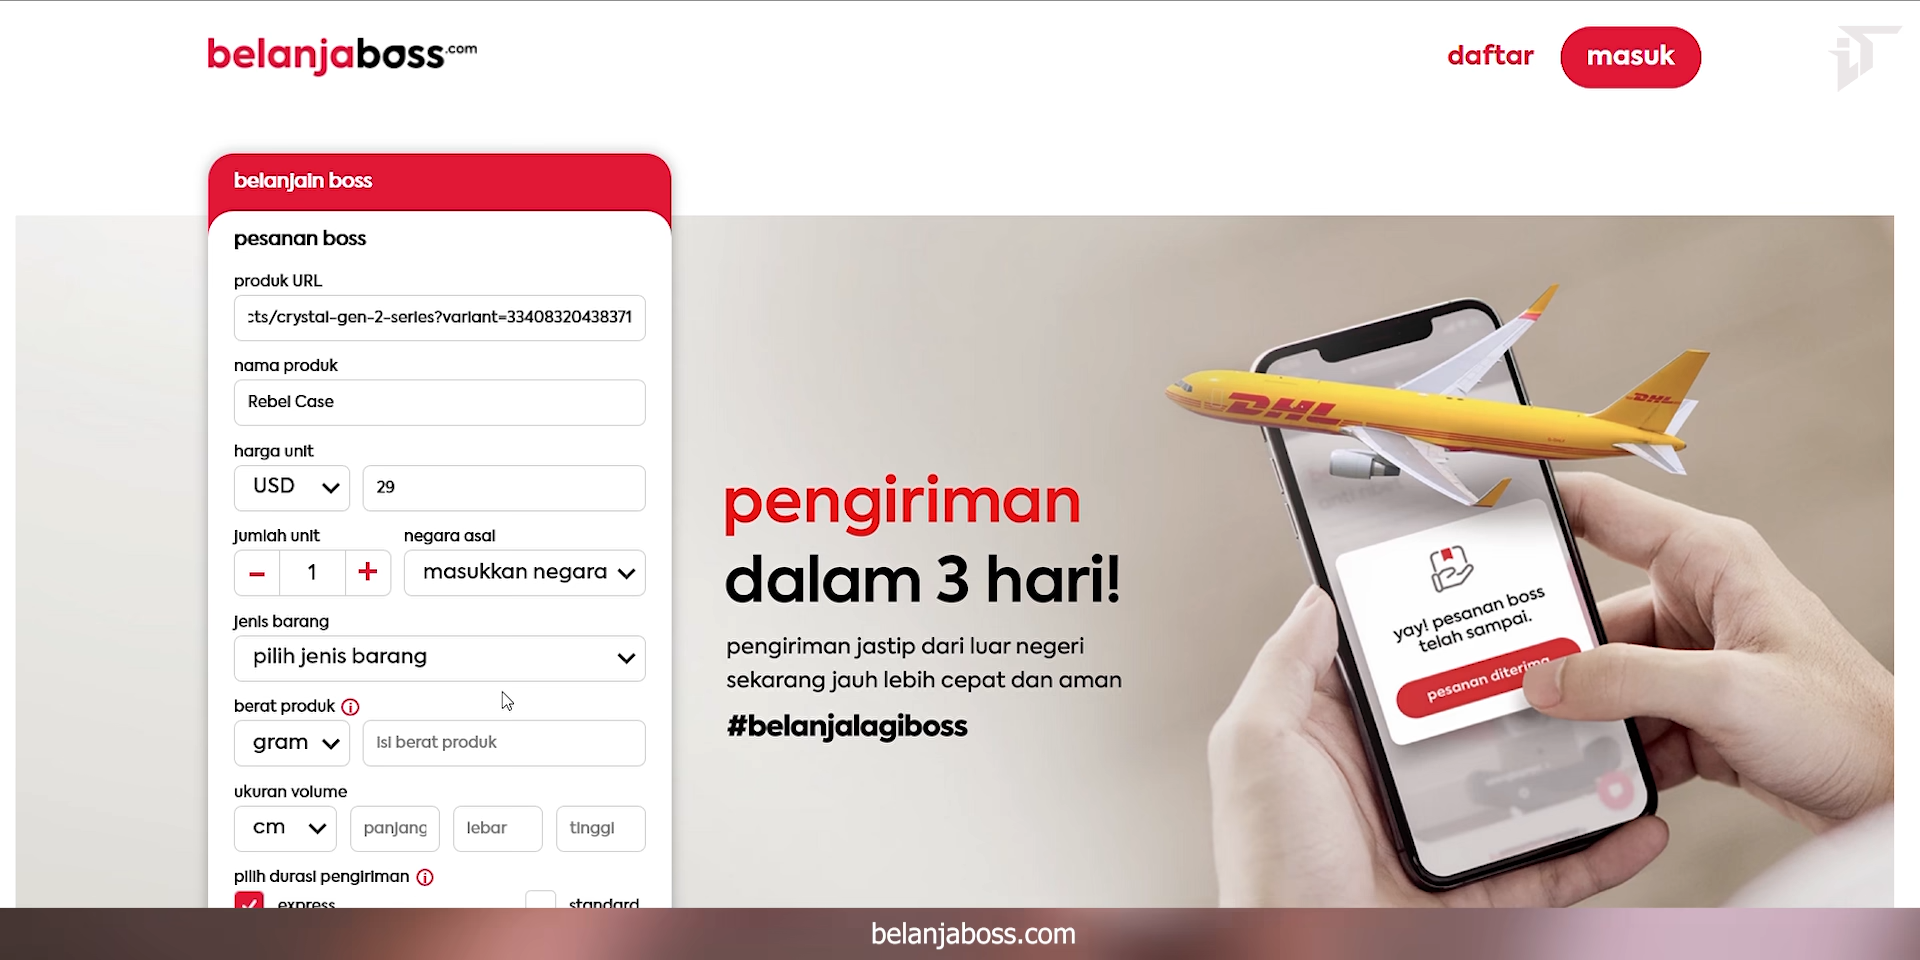 belanjaboss.com
daftar
masuk
belanjain boss
pesanan boss
produk URL
cts/crystal-gen-2-series?variant=33408320438371
nama produk
Rebel Case
harga unit
USD
29
jumlah unit
negara asal
1
masukkan negara
jenis barang
pilih jenis barang
berat produk
gram
isi berat produk
ukuran volume
cm
panjang
lebar
tinggi
pilih durasi pengiriman
express
standard
pengiriman
dalam 3 hari!
pengiriman jastip dari luar negeri
sekarang jauh lebih cepat dan aman
#belanjalagiboss
DHL
DHL
yay! pesanan boss
telah sampai.
pesanan diterima
belanjaboss.com